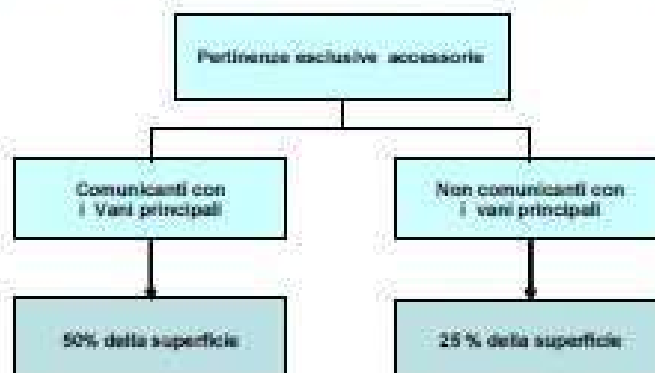 Pertinenze esclusive accessorie
Comunicanti con
i Vani principali
Non comunicanti con
i vani principali
50% della superficie
25 % della superficie